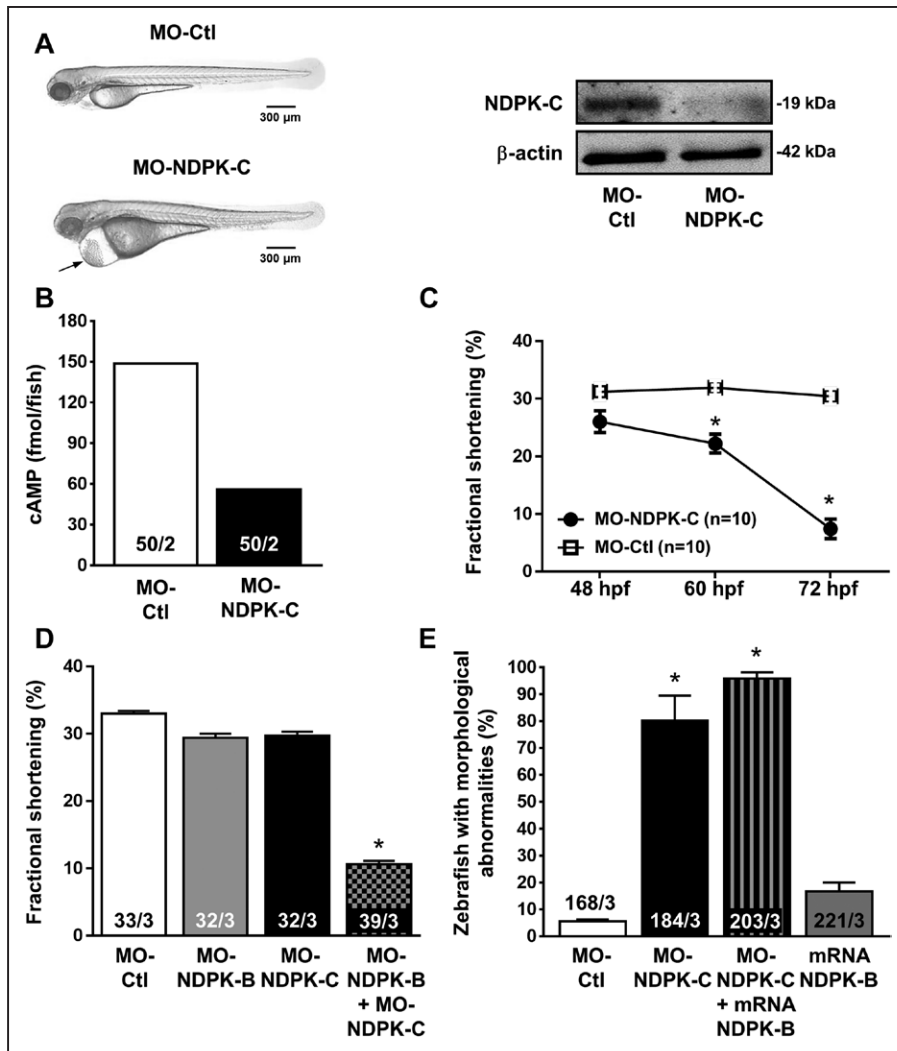 A
MO-Ctl
300 µm
MO-NDPK-C
300 µm
NDPK-C
-19 kDa
β-actin
-42 kDa
MO-
Ctl
MO-
NDPK-C
B
cAMP (fmol/fish)
180
150
120
90
60
30
0
50/2
50/2
MO-
Ctl
MO-
NDPK-C
C
Fractional shortening (%)
40
30
20
10
0
*
*
MO-NDPK-C (n=10)
MO-Ctl (n=10)
48 hpf
60 hpf
72 hpf
D
Fractional shortening (%)
40
30
20
10
0
*
33/3
32/3
32/3
39/3
MO-
Ctl
MO-
NDPK-B
MO-
NDPK-C
MO-
NDPK-B
+ MO-
NDPK-C
E
Zebrafish with morphological
abnormalities (%)
100
90
80
70
60
50
40
30
20
10
0
*
*
168/3
184/3
203/3
221/3
MO-
Ctl
MO-
NDPK-C
MO-
NDPK-C
+ mRNA
NDPK-B
mRNA
NDPK-B